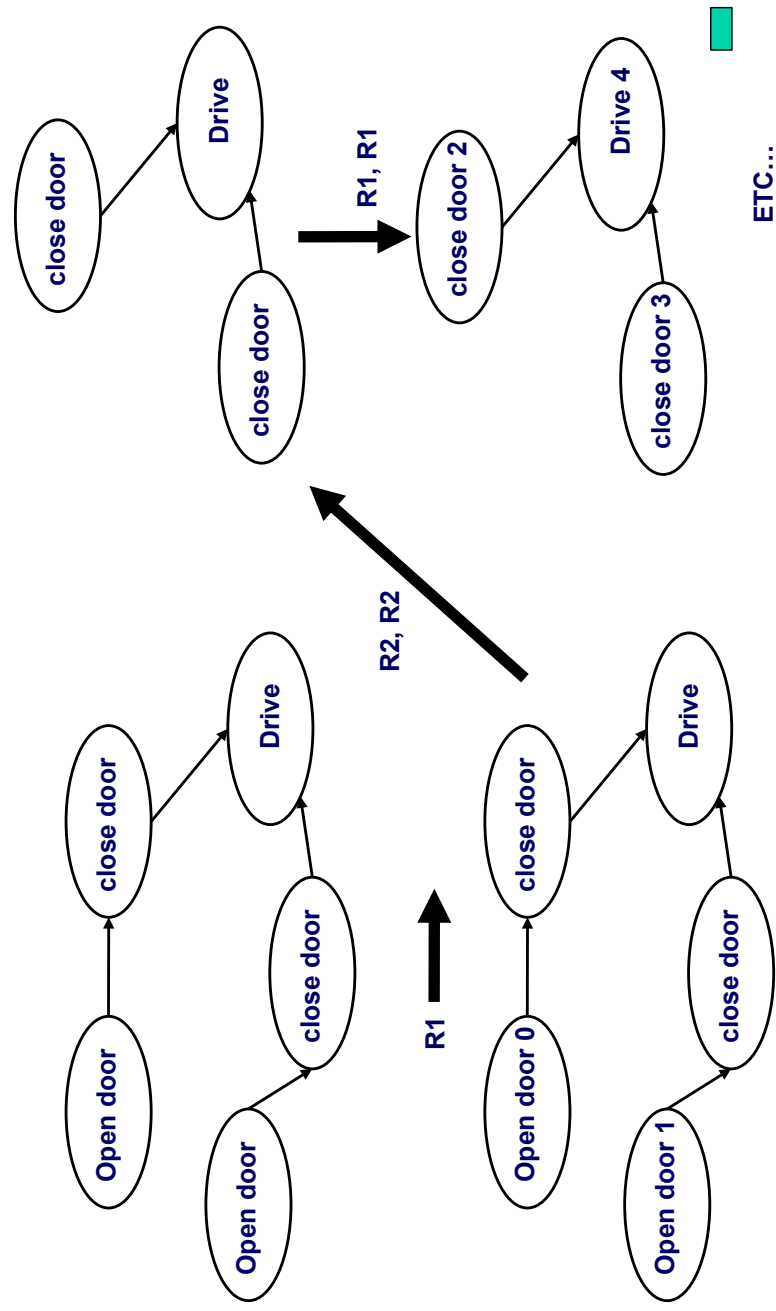 Open door
close door
Open door
close door
Drive
R1
Open door 0
close door
Open door 1
close door
Drive
R2, R2
close door
close door
Drive
R1, R1
close door 2
close door 3
Drive 4
ETC…